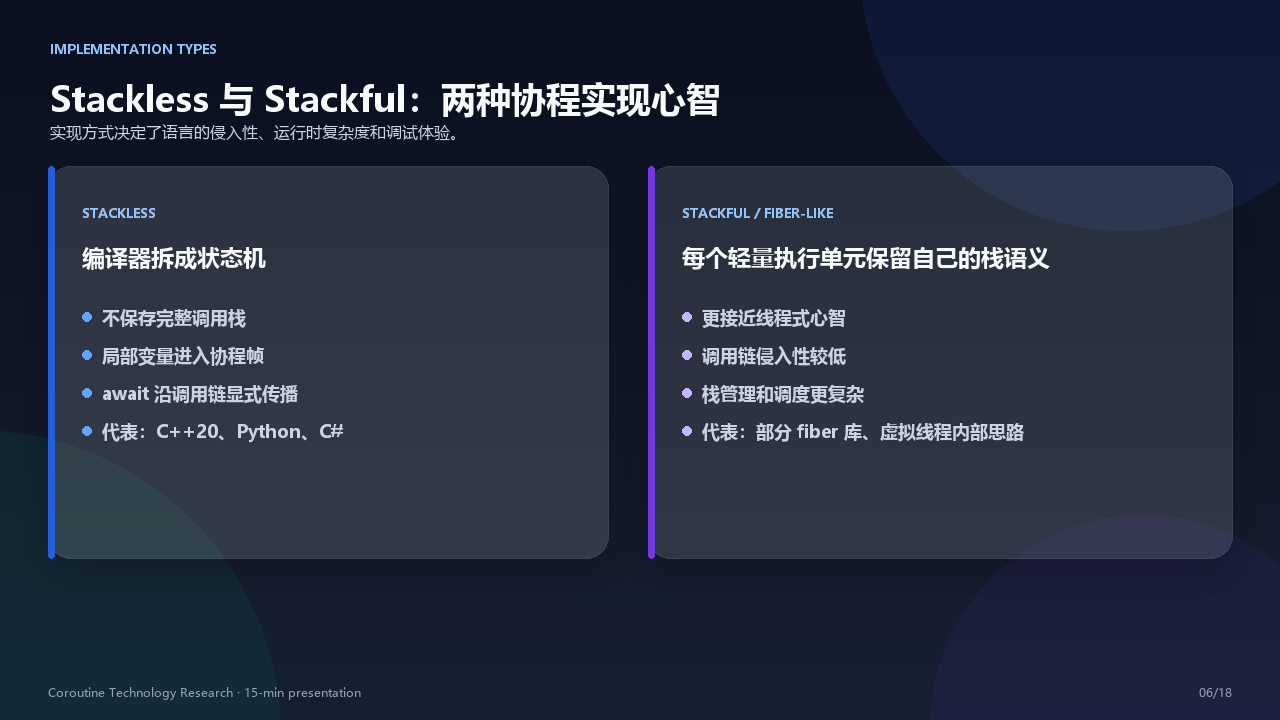 IMPLEMENTATION TYPES
Stackless 与 Stackful：两种协程实现心智
实现方式决定了语言的侵入性、运行时复杂度和调试体验。
STACKLESS
编译器拆成状态机
不保存完整调用栈
局部变量进入协程帧
await 沿调用链显式传播
代表：C++20、Python、C#
STACKFUL / FIBER-LIKE
每个轻量执行单元保留自己的栈语义
更接近线程式心智
调用链侵入性较低
栈管理和调度更复杂
代表：部分 fiber 库、虚拟线程内部思路
Coroutine Technology Research · 15-min presentation
06/18